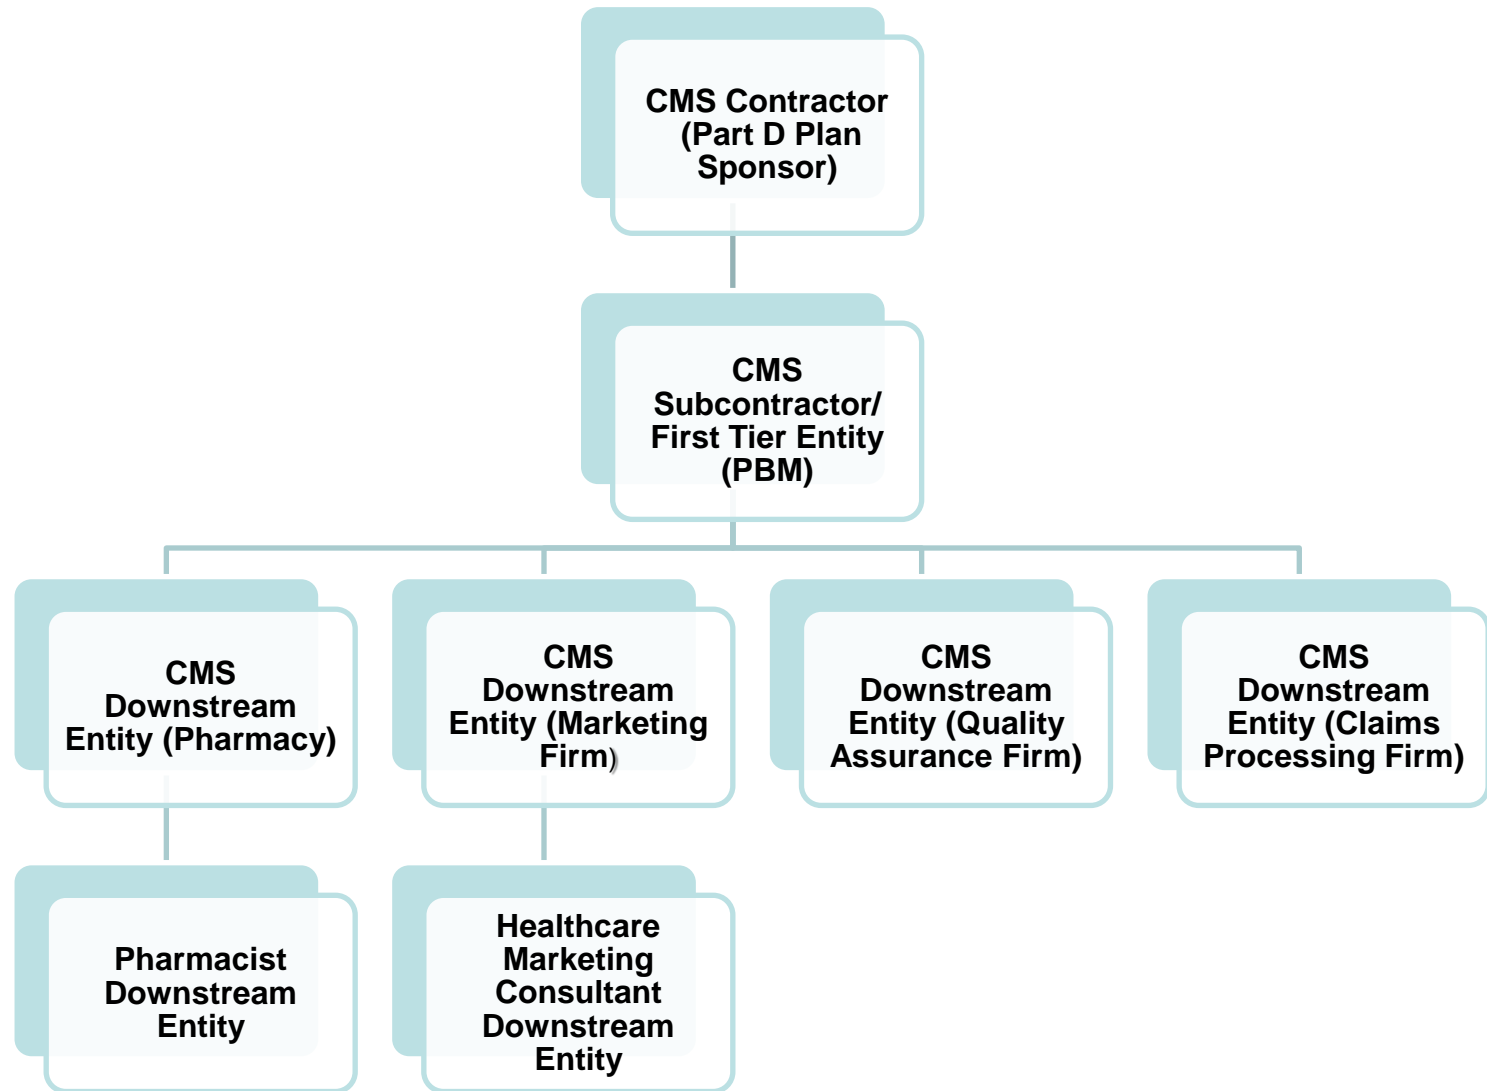 CMS Contractor
(Part D Plan
Sponsor)
CMS
Subcontractor/
First Tier Entity
(PBM)
CMS
Downstream
Entity (Pharmacy)
CMS
Downstream
Entity (Marketing
Firm)
CMS
Downstream
Entity (Quality
Assurance Firm)
CMS
Downstream
Entity (Claims
Processing Firm)
Pharmacist
Downstream
Entity
Healthcare
Marketing
Consultant
Downstream
Entity